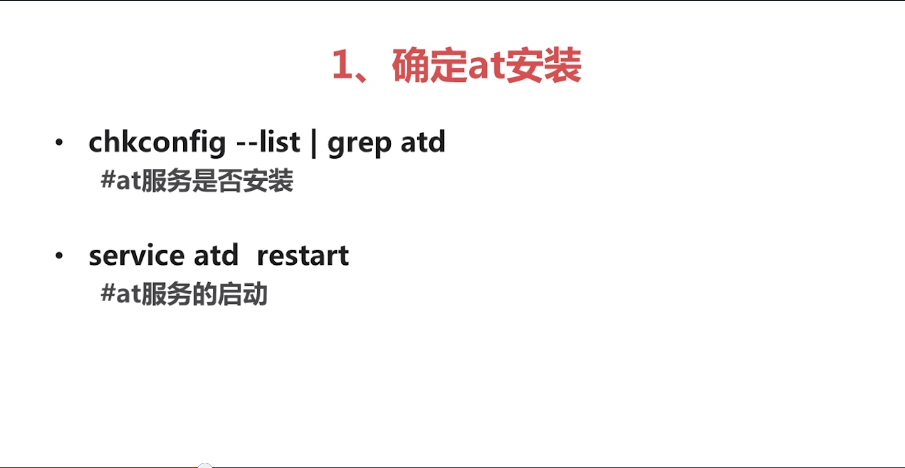 1、确定at安装
• chkconfig --list | grep atd
#at服务是否安装
• service atd  restart
#at服务的启动